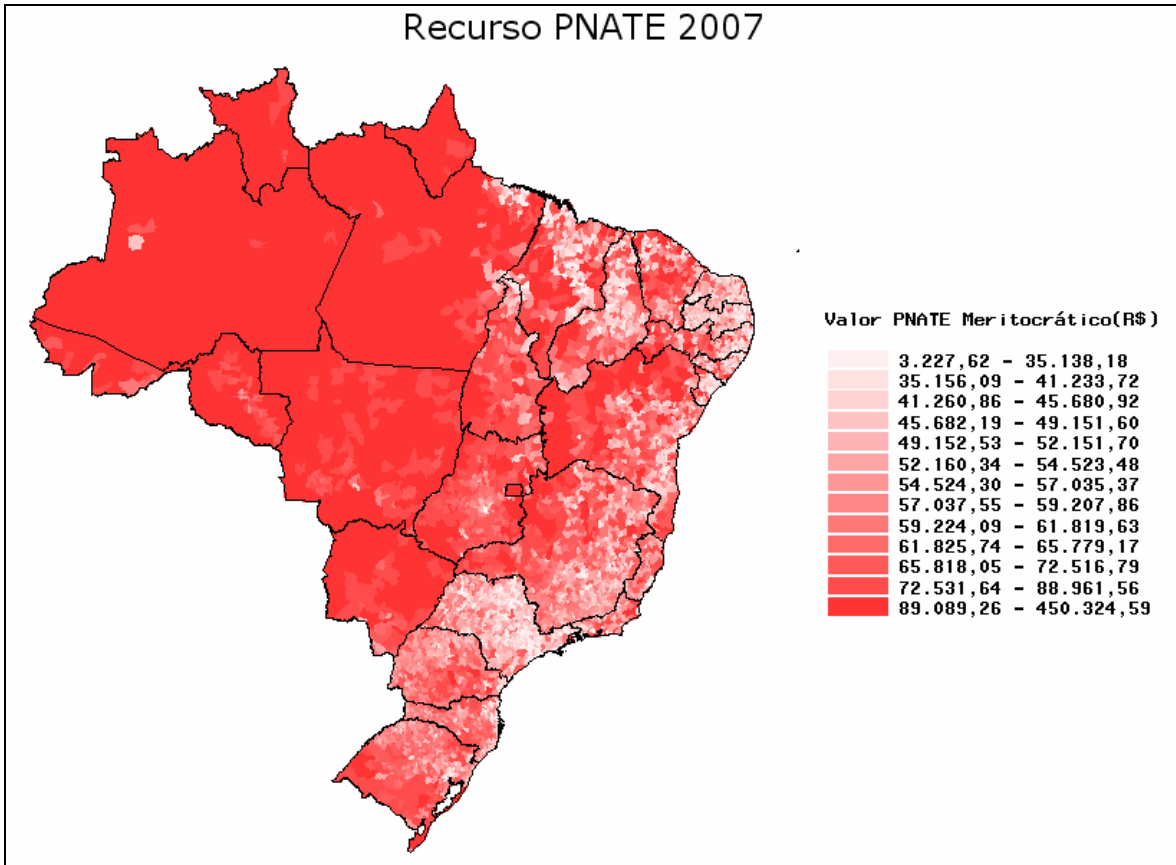 Recurso PNATE 2007
Valor PNATE Meritocrático(R$)
3.227,62 - 35.138,18
35.156,09 - 41.233,72
41.260,86 - 45.680,92
45.682,19 - 49.151,60
49.152,53 - 52.151,70
52.160,34 - 54.523,48
54.524,30 - 57.035,37
57.037,55 - 59.207,86
59.224,09 - 61.819,63
61.825,74 - 65.779,17
65.818,05 - 72.516,79
72.531,64 - 88.961,56
89.089,26 - 450.324,59